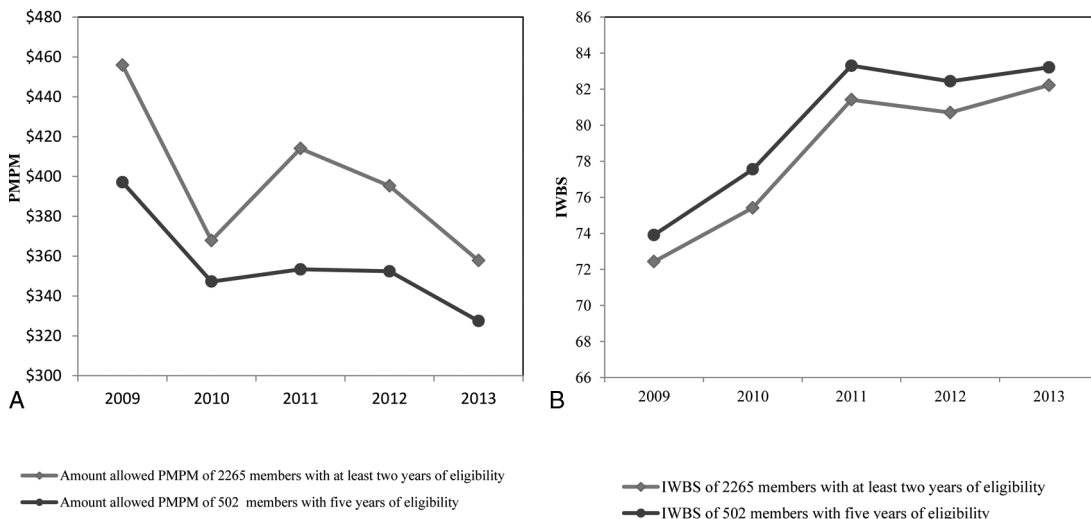 $480
$460
$440
$420
$400
$380
$360
$340
$320
$300
PMPM
2009 2010 2011 2012 2013
A
Amount allowed PMPM of 2265 members with at least two years of eligibility
Amount allowed PMPM of 502 members with five years of eligibility
86
84
82
80
78
76
74
72
70
68
66
IWBS
2009 2010 2011 2012 2013
B
IWBS of 2265 members with at least two years of eligibility
IWBS of 502 members with five years of eligibility